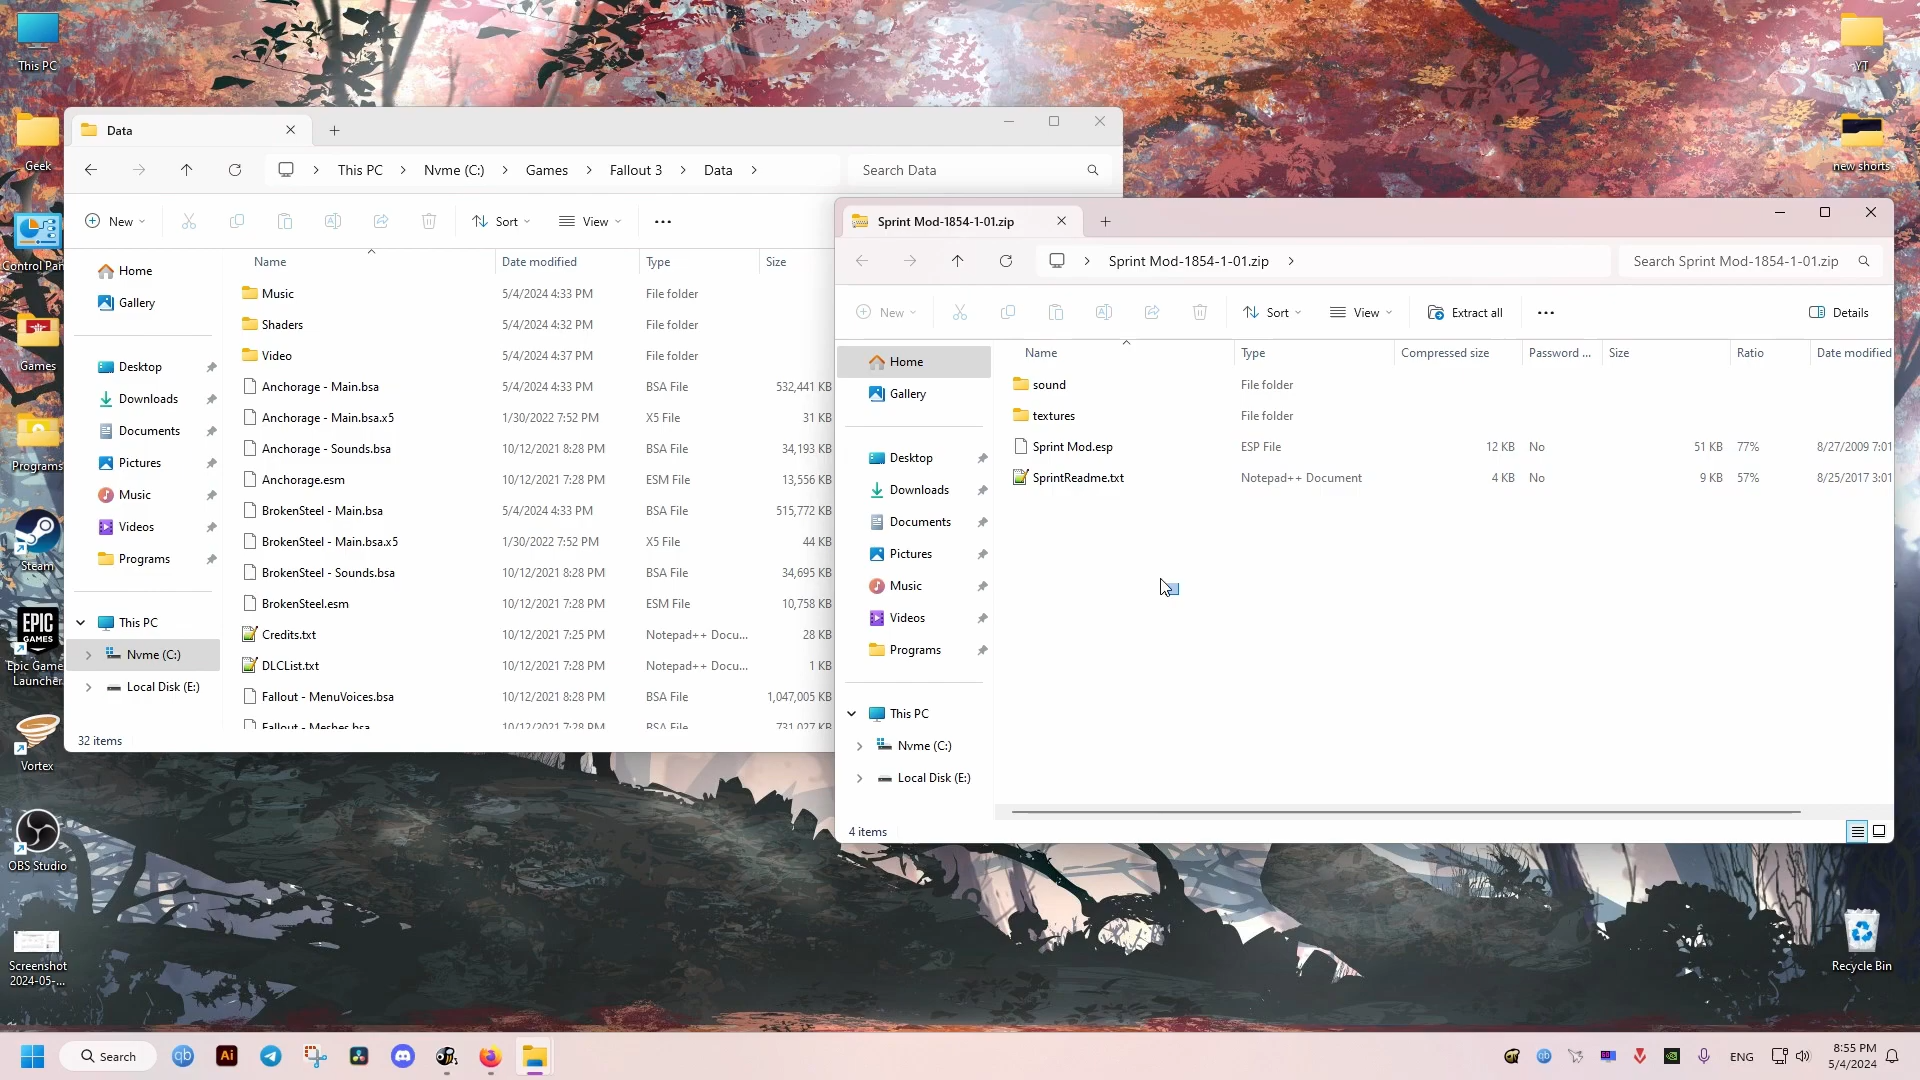 This PC
Geek
Control Pan
Games
Programs
Steam
EPIC
GAMES
Epic Game
Launcher
Vortex
OBS Studio
Screenshot
2024-05-...
YT
new shorts
Recycle Bin
Data
This PC
Nvme (C:)
Games
Fallout 3
Data
Search Data
New
Sort
View
Home
Gallery
Desktop
Downloads
Documents
Pictures
Music
Videos
Programs
This PC
Nvme (C:)
Local Disk (E:)
Name Date modified Type Size
Music 5/4/2024 4:33 PM File folder
Shaders 5/4/2024 4:32 PM File folder
Video 5/4/2024 4:37 PM File folder
Anchorage - Main.bsa 5/4/2024 4:33 PM BSA File 532,441 KB
Anchorage - Main.bsa.x5 1/30/2022 7:52 PM X5 File 31 KB
Anchorage - Sounds.bsa 10/12/2021 8:28 PM BSA File 34,193 KB
Anchorage.esm 10/12/2021 7:28 PM ESM File 13,556 KB
BrokenSteel - Main.bsa 5/4/2024 4:33 PM BSA File 515,772 KB
BrokenSteel - Main.bsa.x5 1/30/2022 7:52 PM X5 File 44 KB
BrokenSteel - Sounds.bsa 10/12/2021 8:28 PM BSA File 34,695 KB
BrokenSteel.esm 10/12/2021 7:28 PM ESM File 10,758 KB
Credits.txt 10/12/2021 7:25 PM Notepad++ Docu... 28 KB
DLCList.txt 10/12/2021 7:28 PM Notepad++ Docu... 1 KB
Fallout - MenuVoices.bsa 10/12/2021 8:28 PM BSA File 1,047,005 KB
Fallout - Meshes.bsa 10/12/2021 7:28 PM BSA File 731,027 KB
32 items
Sprint Mod-1854-1-01.zip
Sprint Mod-1854-1-01.zip
Search Sprint Mod-1854-1-01.zip
New
Sort
View
Extract all
Details
Home
Gallery
Desktop
Downloads
Documents
Pictures
Music
Videos
Programs
This PC
Nvme (C:)
Local Disk (E:)
Name Type Compressed size Password ... Size Ratio Date modified
sound File folder
textures File folder
Sprint Mod.esp ESP File 12 KB No 51 KB 77% 8/27/2009 7:01
SprintReadme.txt Notepad++ Document 4 KB No 9 KB 57% 8/25/2017 3:01
4 items
Search
qb
Ai
ENG
8:55 PM
5/4/2024